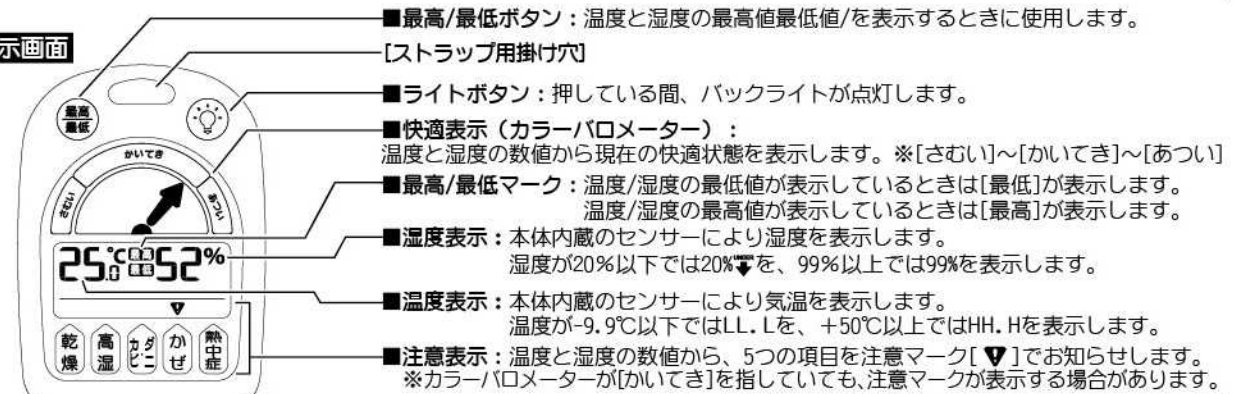 ■最高/最低ボタン：温度と湿度の最高値最低値/を表示するときに使用します。
示画面
[ストラップ用掛け穴]
■ライトボタン：押している間、バックライトが点灯します。
■快適表示（カラーバロメーター）：
温度と湿度の数値から現在の快適状態を表示します。※[さむい]～[かいてき]～[あつい]
■最高/最低マーク：温度/湿度の最低値が表示しているときは[最低]が表示します。
温度/湿度の最高値が表示しているときは[最高]が表示します。
■湿度表示：本体内蔵のセンサーにより湿度を表示します。
湿度が20％以下では20%を、99％以上では99%を表示します。
■温度表示：本体内蔵のセンサーにより気温を表示します。
温度が-9.9℃以下ではLL.Lを、＋50℃以上ではHH.Hを表示します。
■注意表示：温度と湿度の数値から、5つの項目を注意マーク[ ]でお知らせします。
※カラーバロメーターが[かいてき]を指していても、注意マークが表示する場合があります。
最高
最低
かいてき
さむい
あつい
25.0℃ 最高 最低 52%
乾燥
高湿
カビ ダニ
かぜ
熱中症